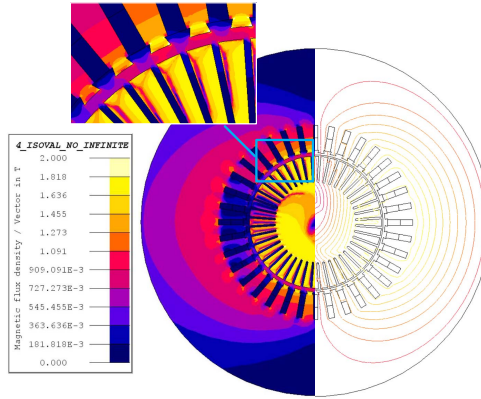 4_ISOVAL_NO_INFINITE
Magnetic flux density / Vector in T
2.000
1.818
1.636
1.455
1.273
1.091
909.091E-3
727.273E-3
545.455E-3
363.636E-3
181.818E-3
0.000